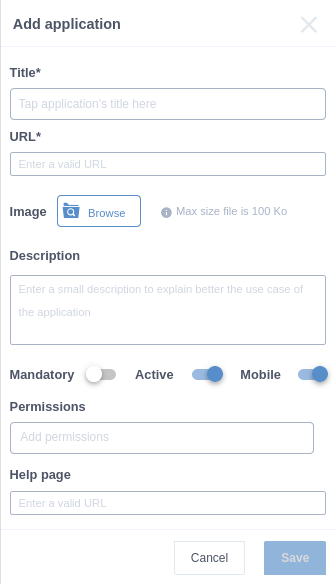 Add application
Title*
Tap application's title here
URL*
Enter a valid URL
Image Browse Max size file is 100 Ko
Description
Enter a small description to explain better the use case of
the application
Mandatory Active Mobile
Permissions
Add permissions
Help page
Enter a valid URL
Cancel Save